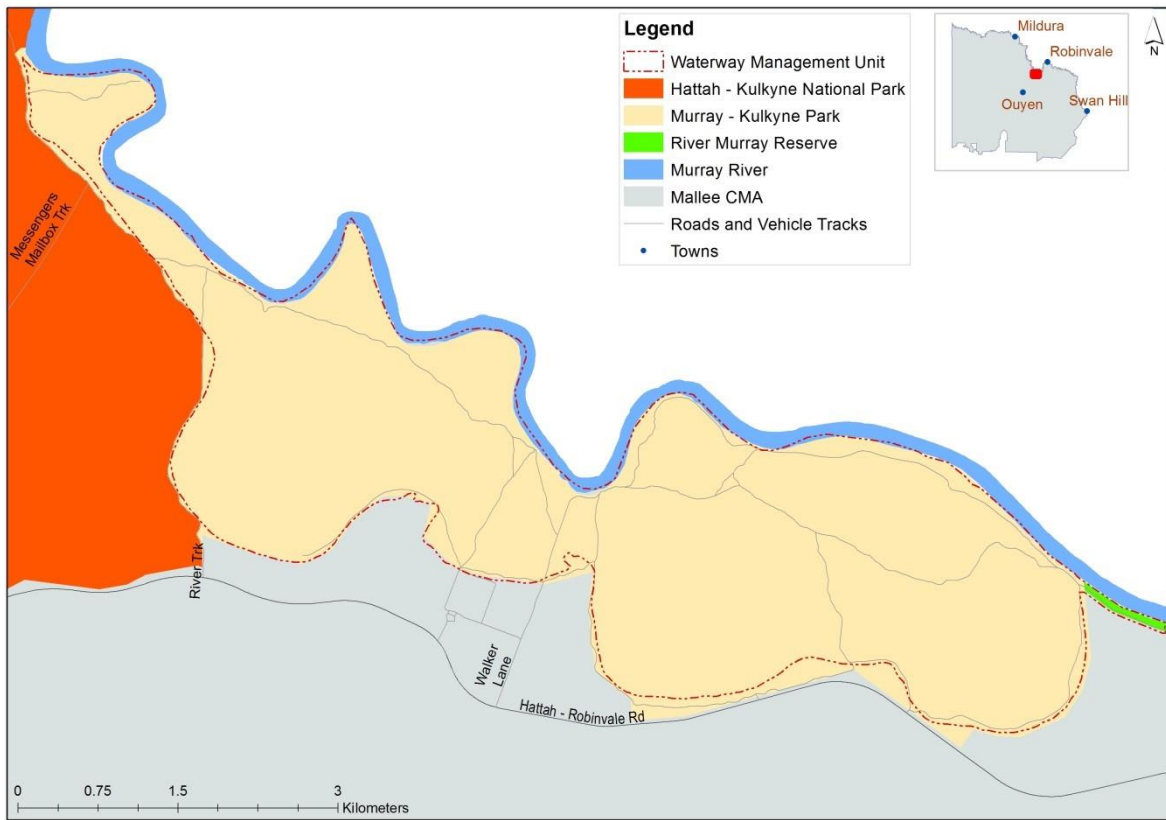 Legend
Waterway Management Unit
Hattah - Kulkyne National Park
Murray - Kulkyne Park
River Murray Reserve
Murray River
Mallee CMA
Roads and Vehicle Tracks
Towns
Mildura
Robinvale
Ouyen
Swan Hill
N
Messengers
Mailbox Trk
River Trk
Walker
Lane
Hattah - Robinvale Rd
0 0.75 1.5 3
Kilometers